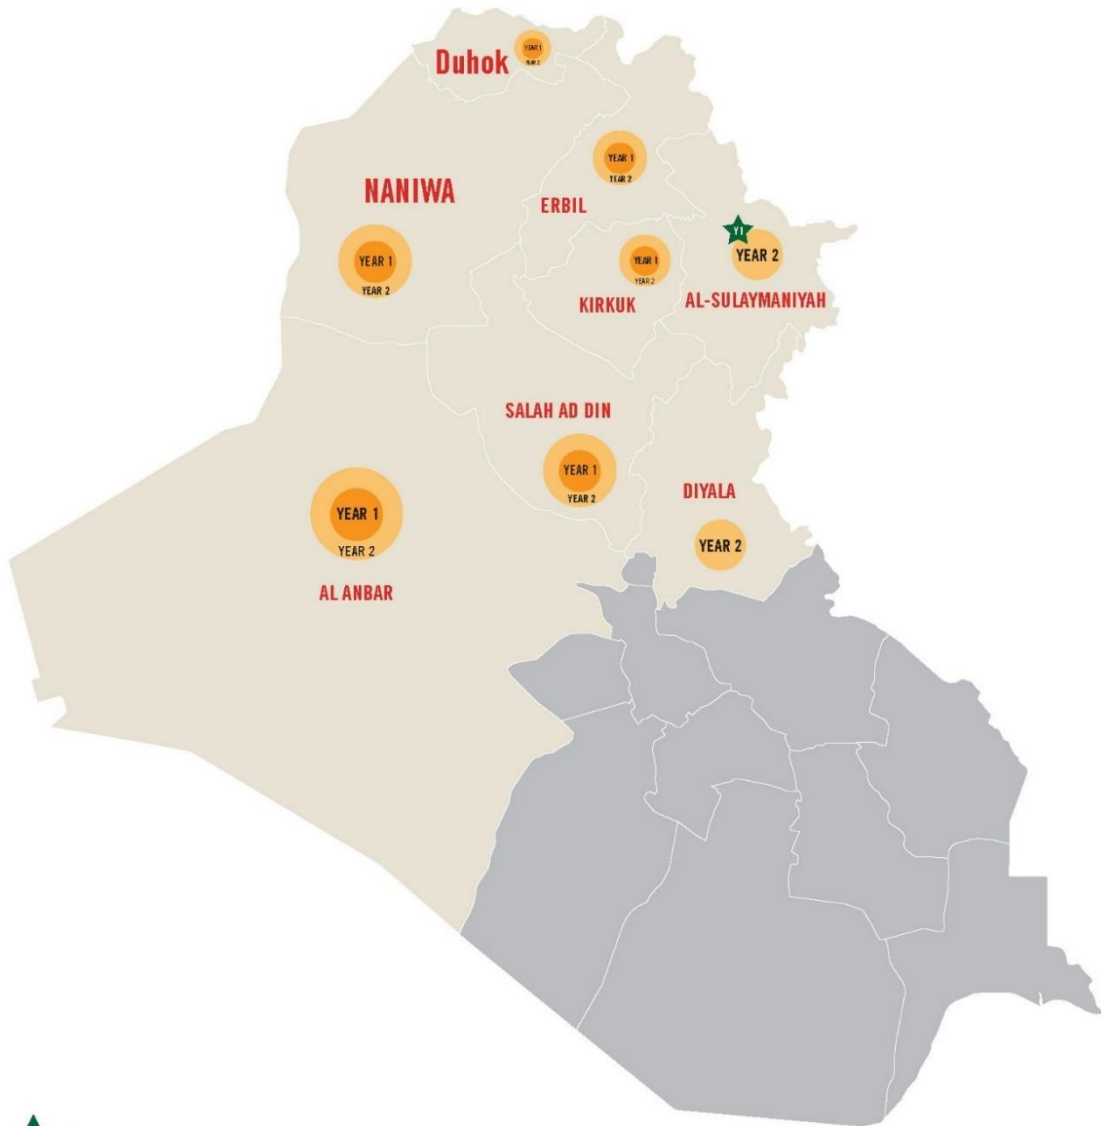 Duhok
YEAR 1
YEAR 2
NANIWA
YEAR 1
YEAR 2
YEAR 1
YEAR 2
ERBIL
Y1
YEAR 2
AL-SULAYMANIYAH
YEAR 1
YEAR 2
KIRKUK
SALAH AD DIN
YEAR 1
YEAR 2
DIYALA
YEAR 2
YEAR 1
YEAR 2
AL ANBAR